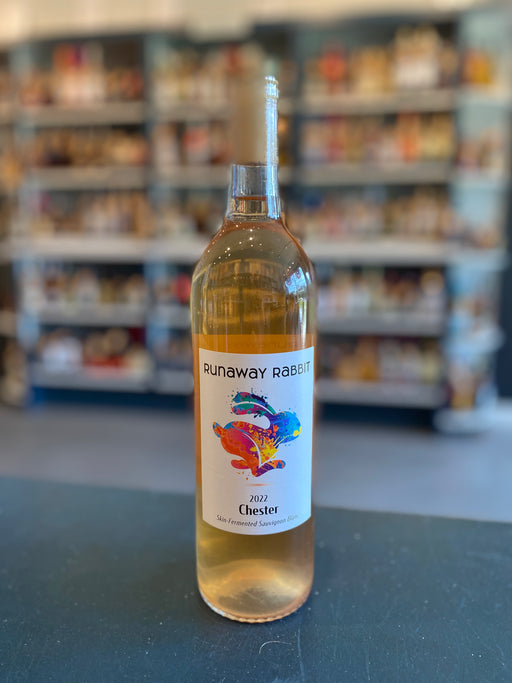 RUNAWAY RABBIT
2022
Chester
Skin-Fermented Sauvignon Blanc